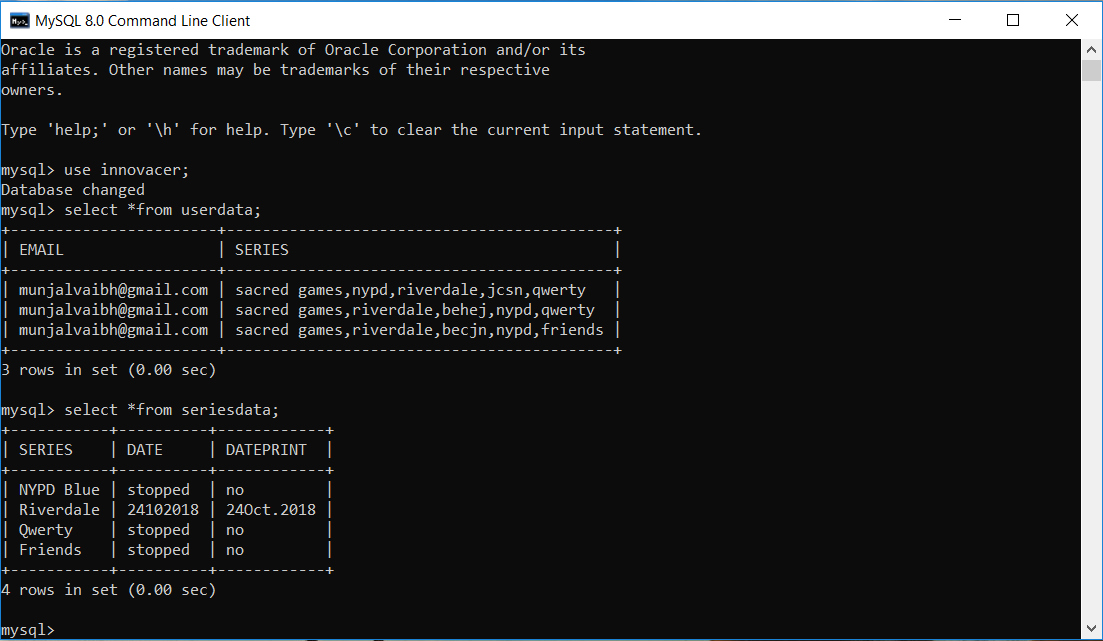 MySQL 8.0 Command Line Client
Oracle is a registered trademark of Oracle Corporation and/or its
affiliates. Other names may be trademarks of their respective
owners.
Type 'help;' or '\h' for help. Type '\c' to clear the current input statement.
mysql> use innovacer;
Database changed
mysql> select *from userdata;
+-----------------------+-------------------------------------------+
| EMAIL                 | SERIES                                    |
+-----------------------+-------------------------------------------+
| munjalvaibh@gmail.com | sacred games,nypd,riverdale,jcsn,qwerty   |
| munjalvaibh@gmail.com | sacred games,riverdale,behej,nypd,qwerty  |
| munjalvaibh@gmail.com | sacred games,riverdale,becjn,nypd,friends |
+-----------------------+-------------------------------------------+
3 rows in set (0.00 sec)
mysql> select *from seriesdata;
+-----------+----------+------------+
| SERIES    | DATE     | DATEPRINT  |
+-----------+----------+------------+
| NYPD Blue | stopped  | no         |
| Riverdale | 24102018 | 24Oct.2018 |
| Qwerty    | stopped  | no         |
| Friends   | stopped  | no         |
+-----------+----------+------------+
4 rows in set (0.00 sec)
mysql>